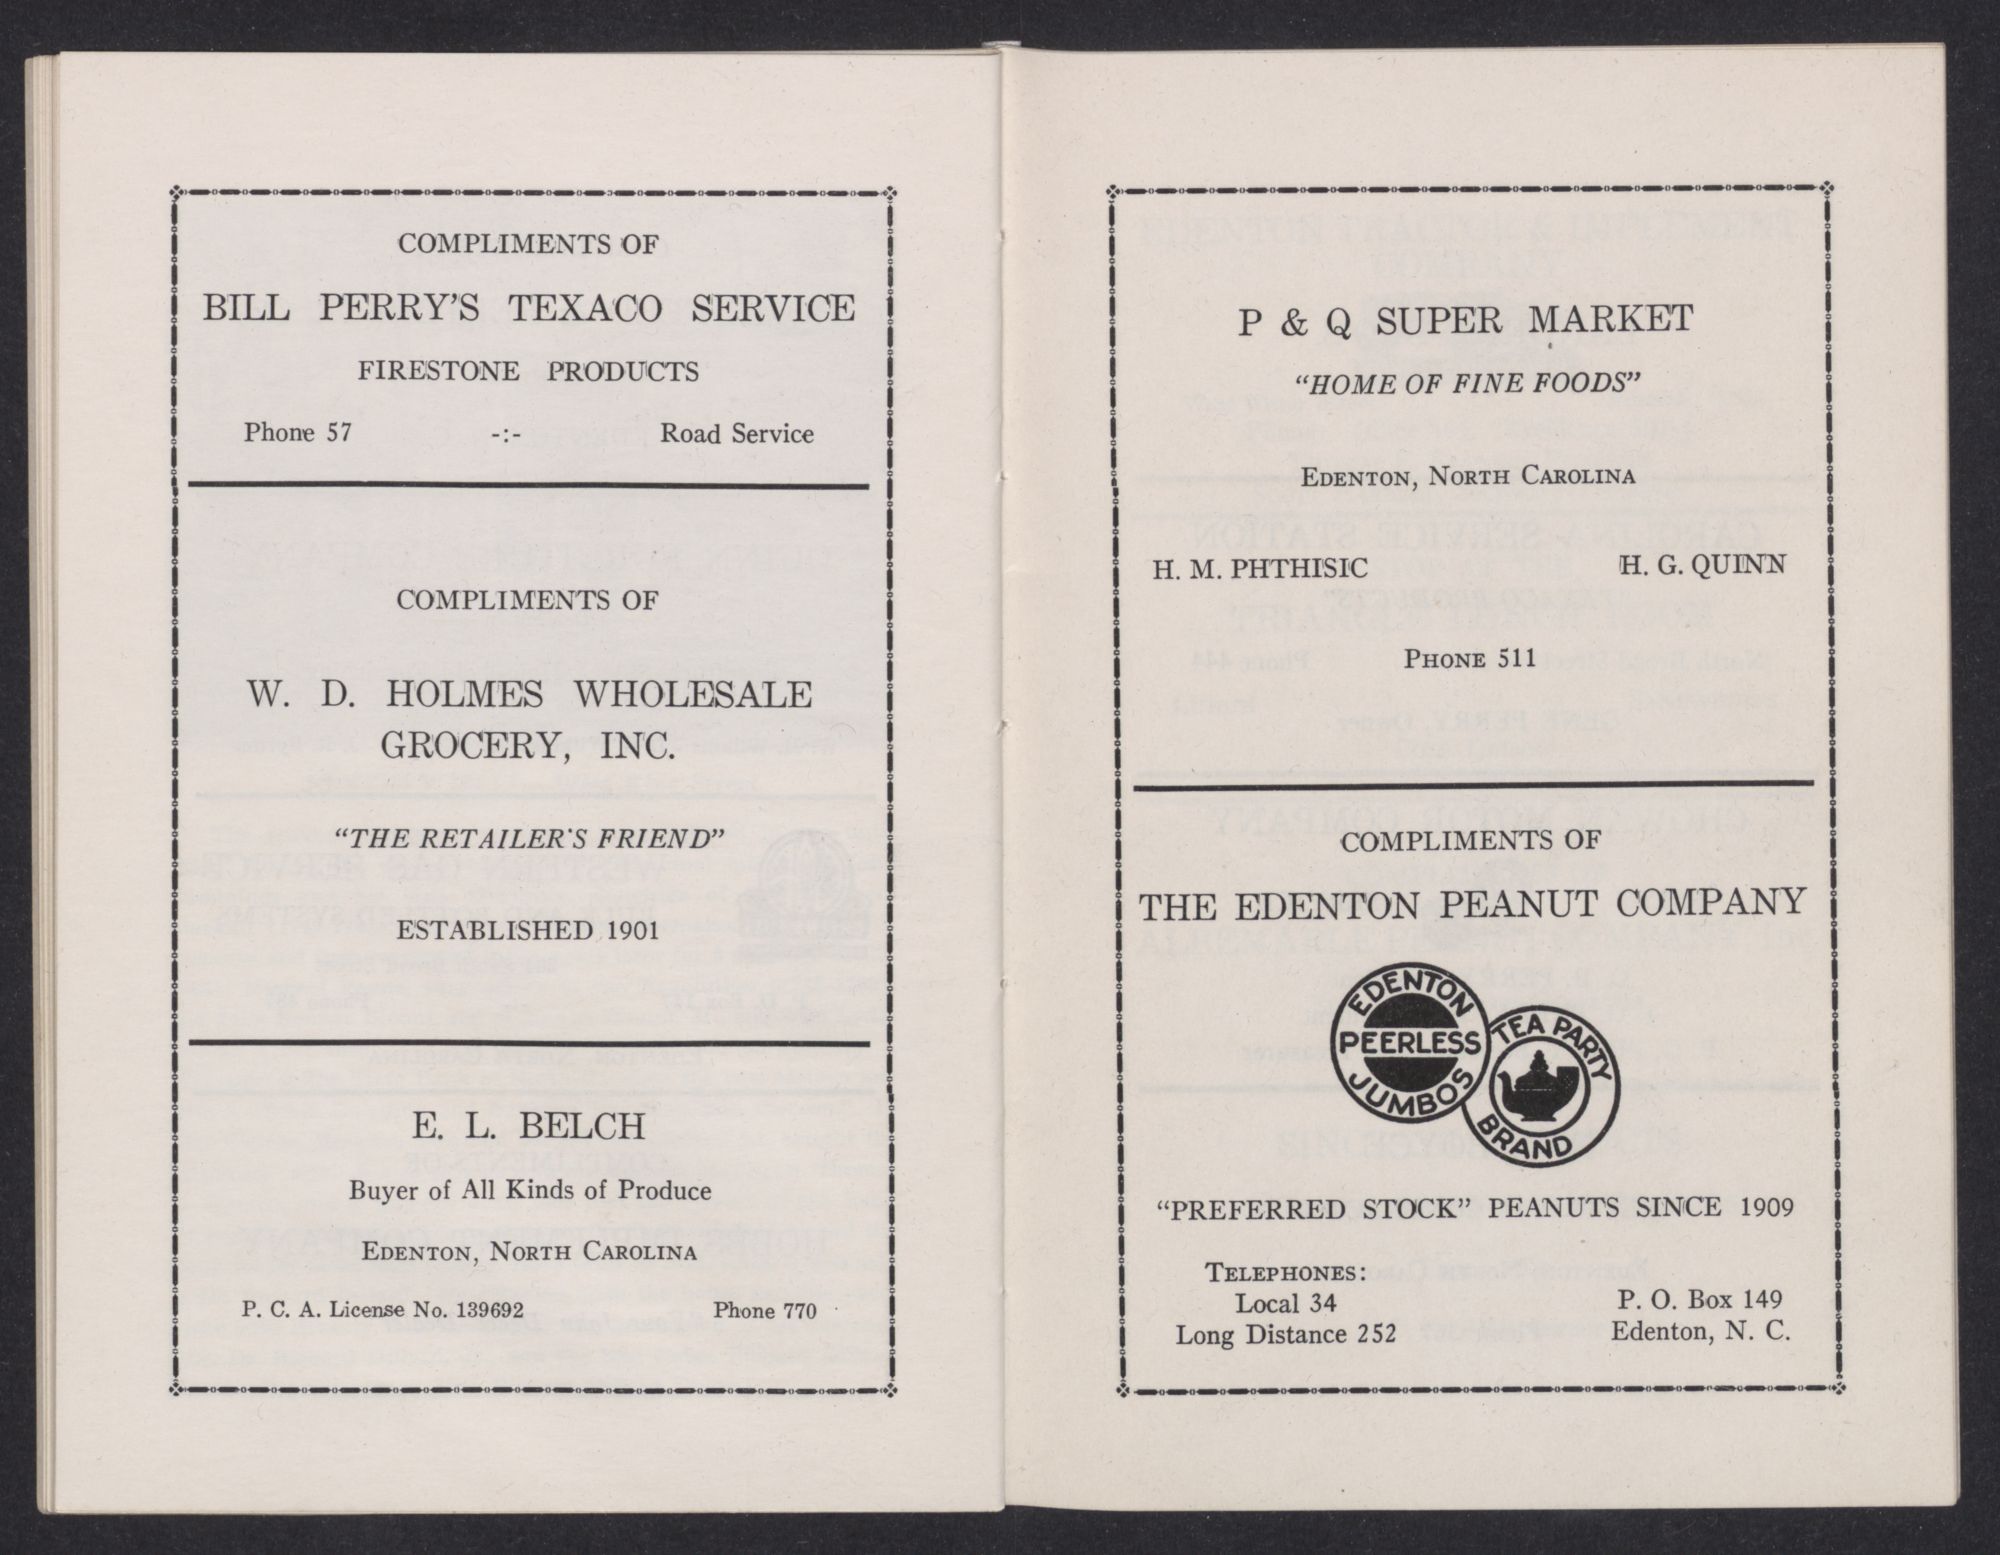 COMPLIMENTS OF
BILL PERRY'S TEXACO SERVICE
FIRESTONE PRODUCTS
Phone 57 -:- Road Service
COMPLIMENTS OF
W. D. HOLMES WHOLESALE
GROCERY, INC.
"THE RETAILER'S FRIEND"
ESTABLISHED 1901
E. L. BELCH
Buyer of All Kinds of Produce
EDENTON, NORTH CAROLINA
P. C. A. License No. 139692 Phone 770
P & Q SUPER MARKET
"HOME OF FINE FOODS"
EDENTON, NORTH CAROLINA
H. M. PHTHISIC H. G. QUINN
PHONE 511
COMPLIMENTS OF
THE EDENTON PEANUT COMPANY
EDENTON
PEERLESS
JUMBOS
TEA PARTY
BRAND
"PREFERRED STOCK" PEANUTS SINCE 1909
TELEPHONES:
Local 34 P. O. Box 149
Long Distance 252 Edenton, N. C.